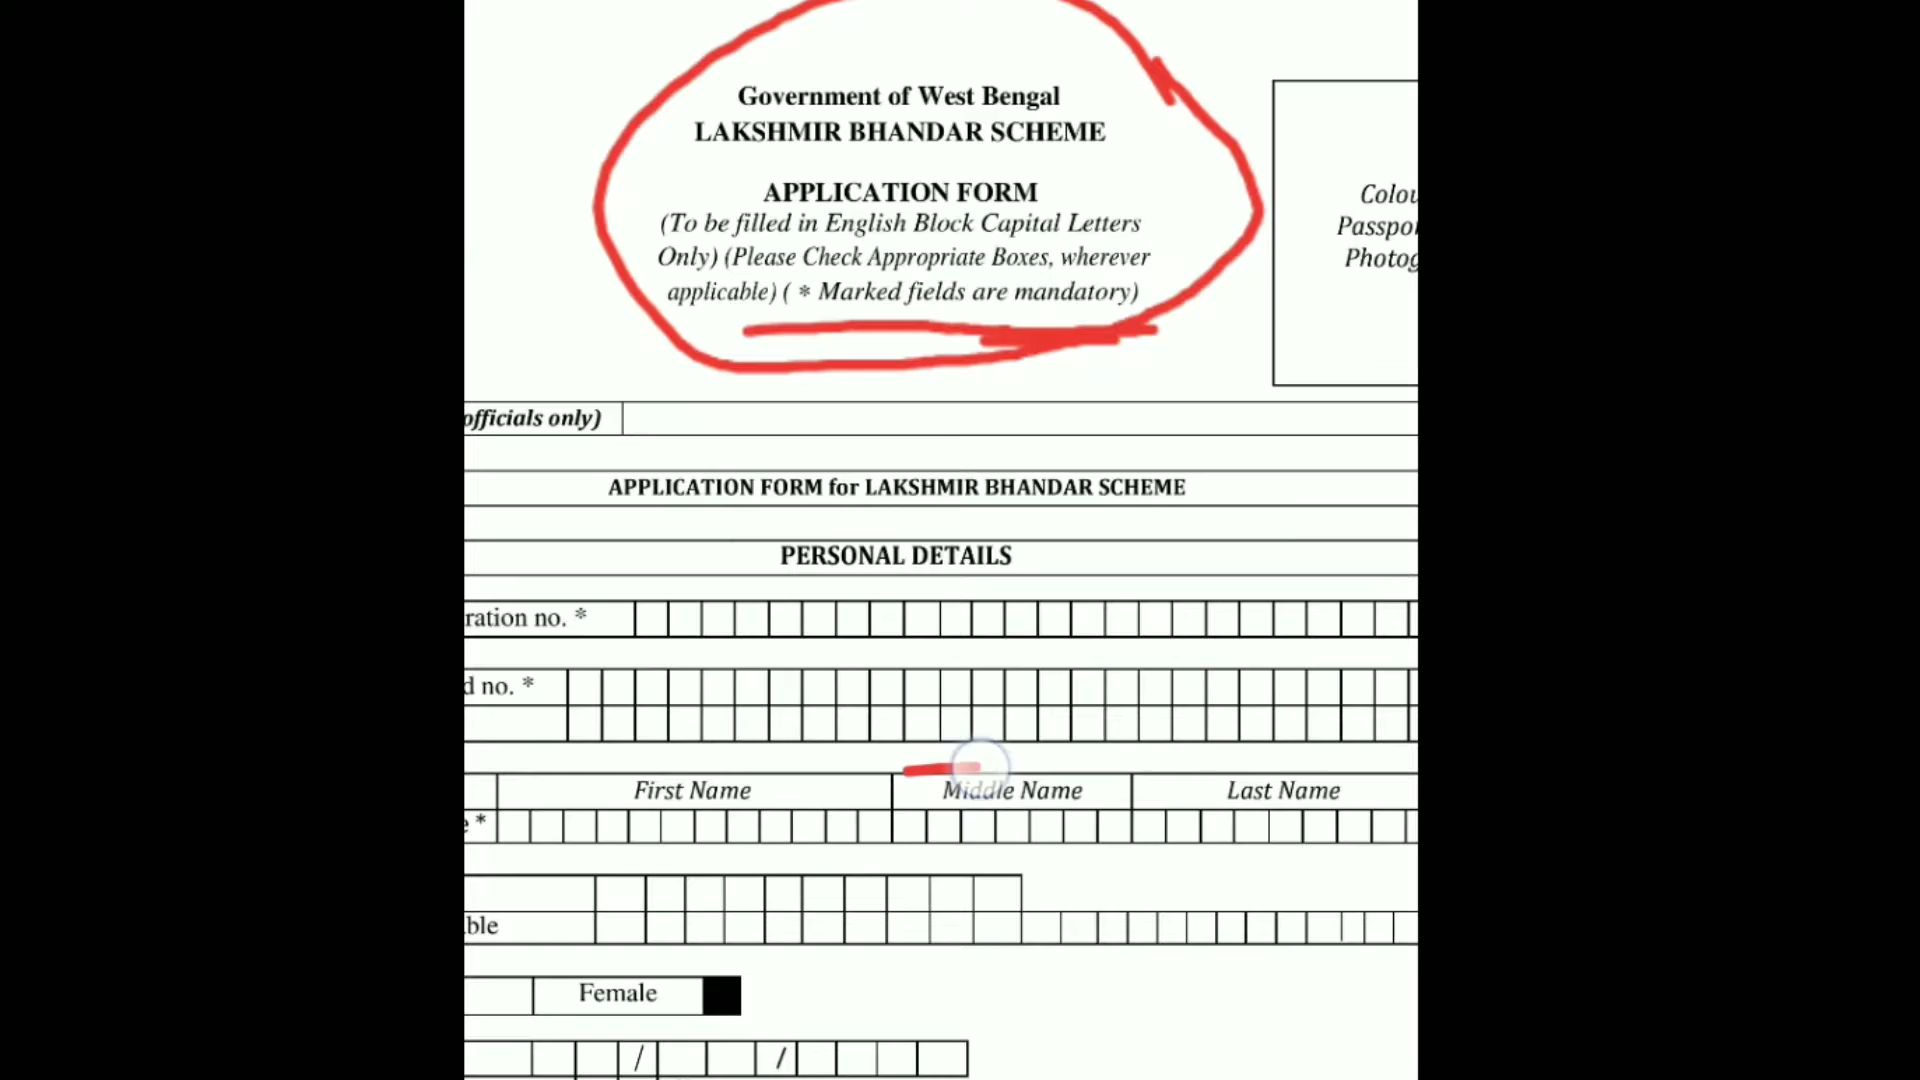 Government of West Bengal
LAKSHMIR BHANDAR SCHEME
APPLICATION FORM
(To be filled in English Block Capital Letters
Only) (Please Check Appropriate Boxes, wherever
applicable) ( * Marked fields are mandatory)
Colou
Passpo
Photog
officials only)
APPLICATION FORM for LAKSHMIR BHANDAR SCHEME
PERSONAL DETAILS
ration no. *
d no. *
First Name Middle Name Last Name
e *
ble
Female
/ /